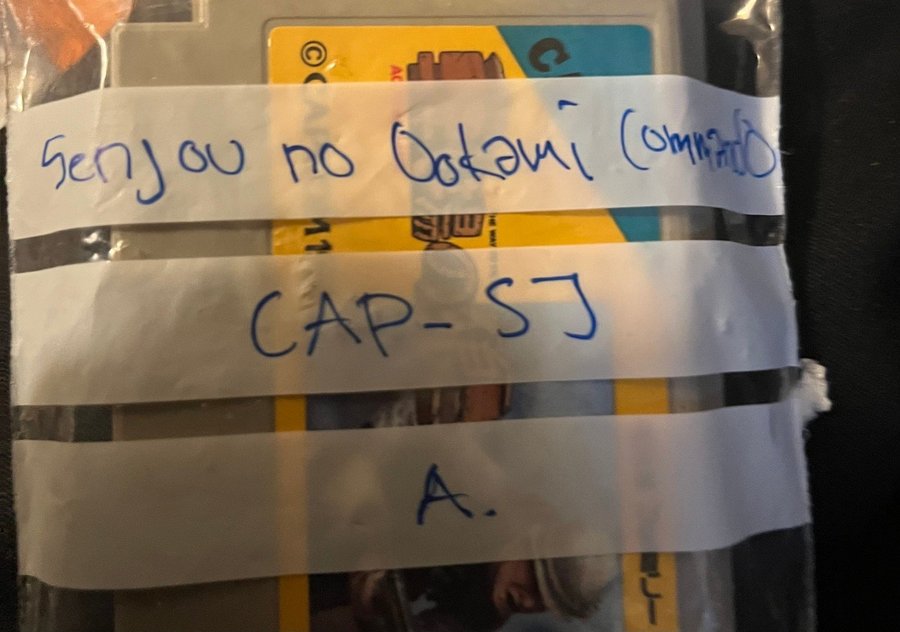 Senjou no Ookami (Commando)
CAP-SJ
A.